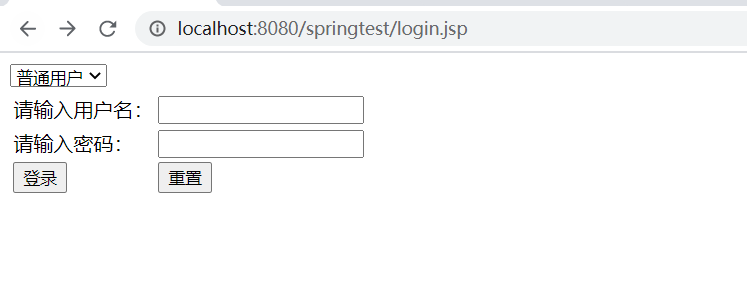 localhost:8080/springtest/login.jsp
普通用户
请输入用户名：
请输入密码：
登录 重置